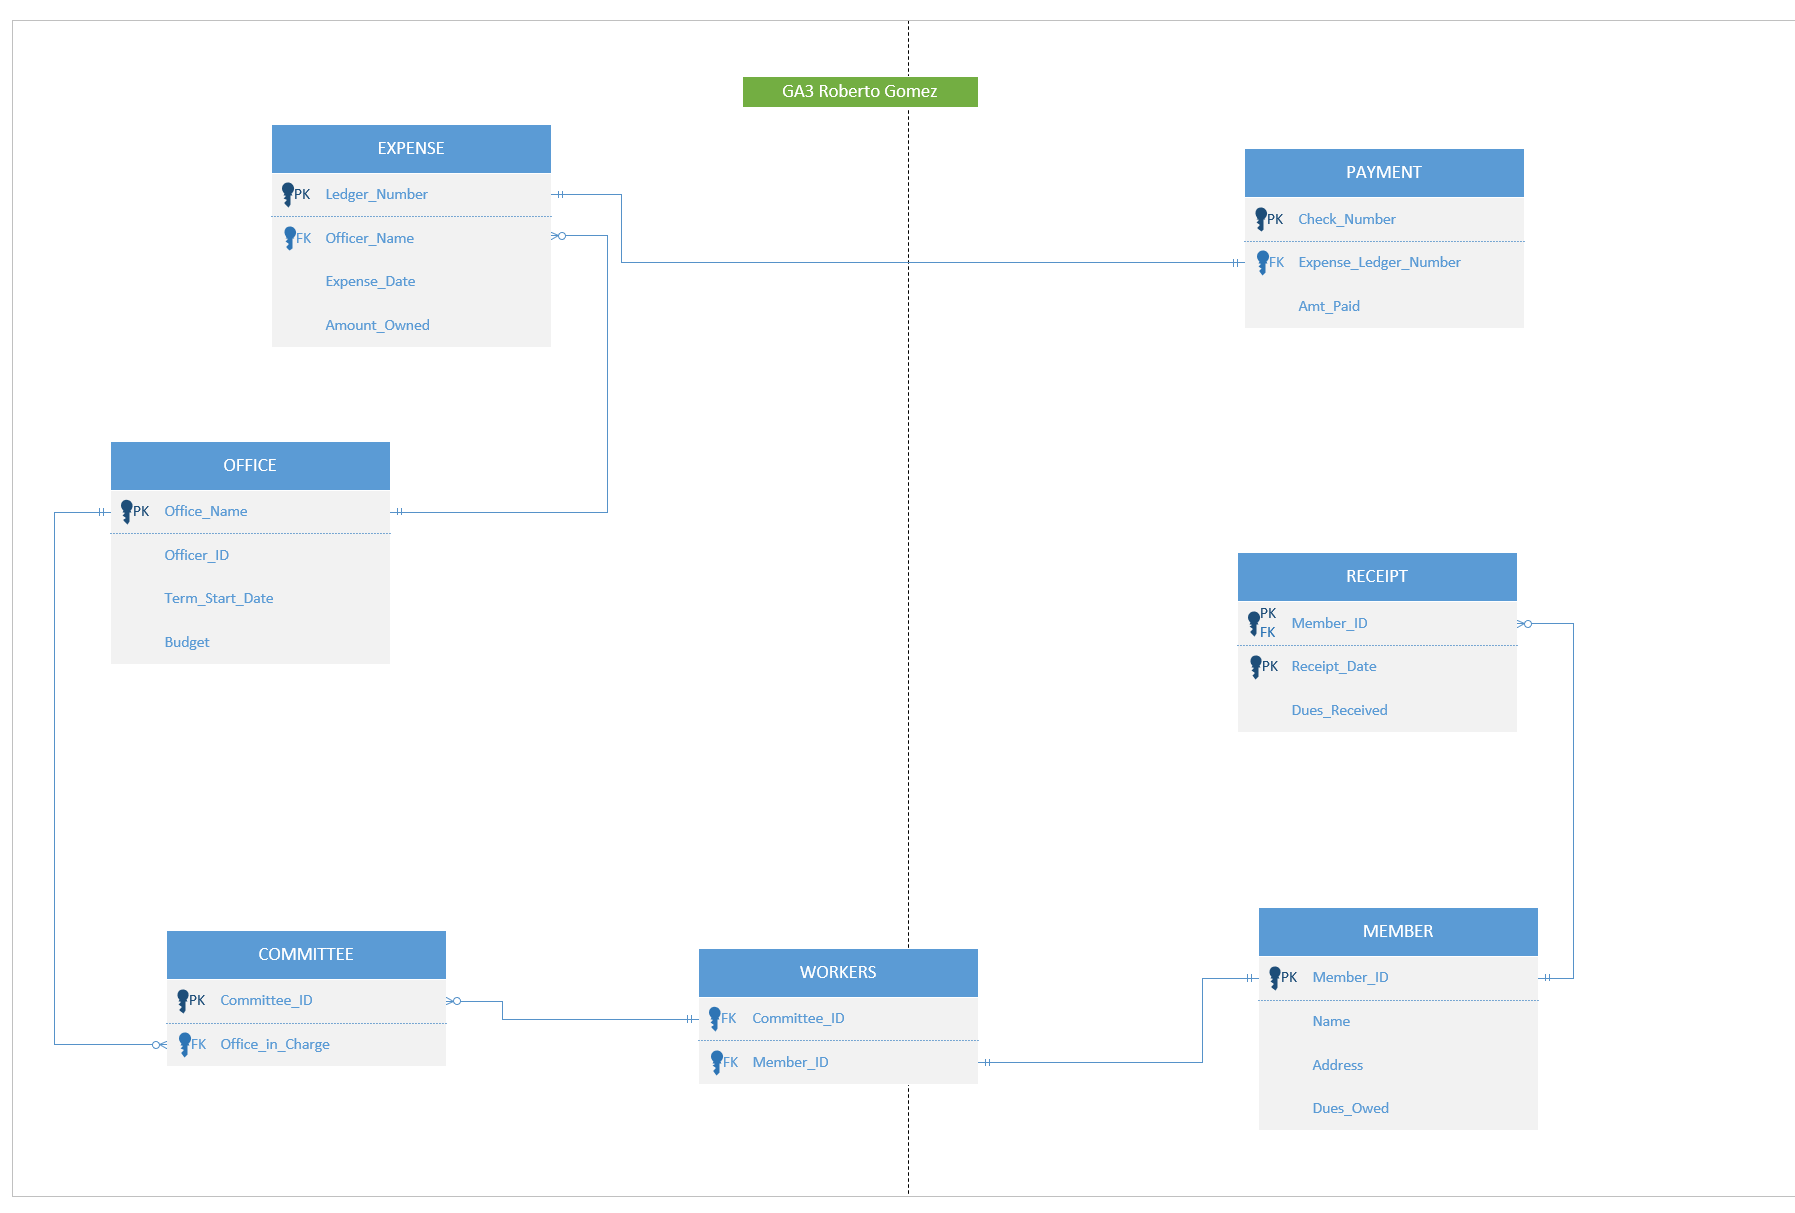 GA3 Roberto Gomez
EXPENSE
PK Ledger_Number
FK Officer_Name
Expense_Date
Amount_Owned
PAYMENT
PK Check_Number
FK Expense_Ledger_Number
Amt_Paid
OFFICE
PK Office_Name
Officer_ID
Term_Start_Date
Budget
RECEIPT
PK
FK Member_ID
PK Receipt_Date
Dues_Received
COMMITTEE
PK Committee_ID
FK Office_in_Charge
WORKERS
FK Committee_ID
FK Member_ID
MEMBER
PK Member_ID
Name
Address
Dues_Owed